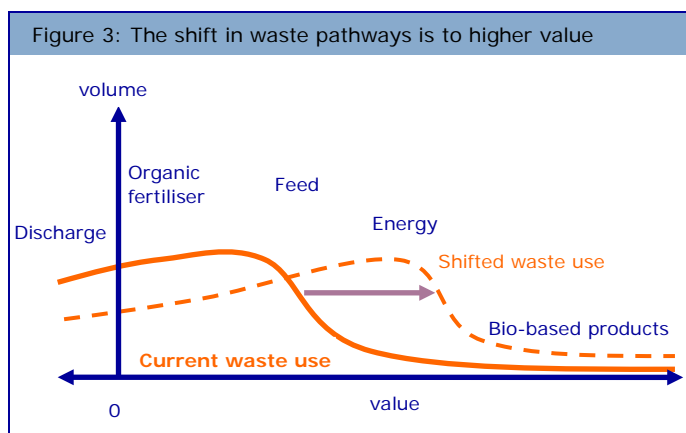 Figure 3: The shift in waste pathways is to higher value
volume
Organic
fertiliser
Feed
Discharge
Energy
Shifted waste use
Bio-based products
Current waste use
0
value